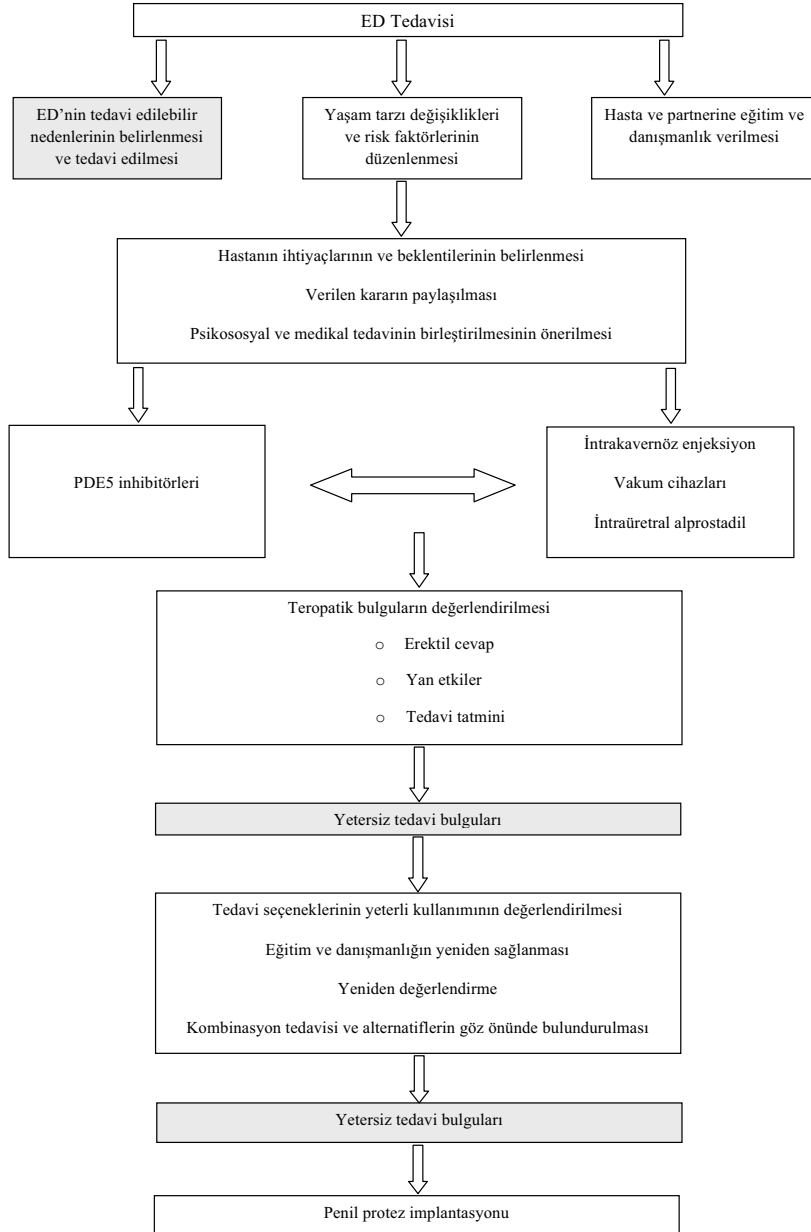 ED Tedavisi
ED’nin tedavi edilebilir
nedenlerinin belirlenmesi
ve tedavi edilmesi
Yaşam tarzı değişiklikleri
ve risk faktörlerinin
düzenlenmesi
Hasta ve partnerine eğitim ve
danışmanlık verilmesi
Hastanın ihtiyaçlarının ve beklentilerinin belirlenmesi
Verilen kararın paylaşılması
Psikososyal ve medikal tedavinin birleştirilmesinin önerilmesi
PDE5 inhibitörleri
İntrakavernöz enjeksiyon
Vakum cihazları
İntraüretral alprostadil
Teropatik bulguların değerlendirilmesi
o Erektil cevap
o Yan etkiler
o Tedavi tatmini
Yetersiz tedavi bulguları
Tedavi seçeneklerinin yeterli kullanımının değerlendirilmesi
Eğitim ve danışmanlığın yeniden sağlanması
Yeniden değerlendirme
Kombinasyon tedavisi ve alternatiflerin göz önünde bulundurulması
Yetersiz tedavi bulguları
Penil protez implantasyonu